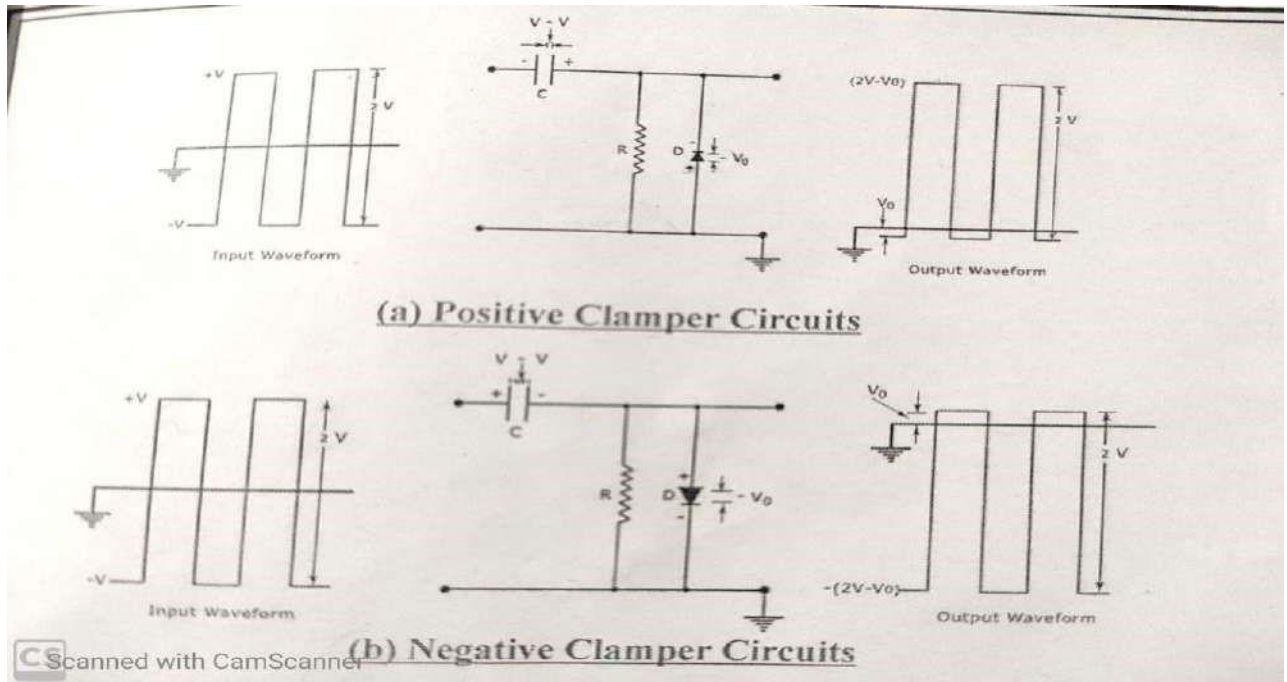 V - V
- +
C
+V
2 V
-V
Input Waveform
R
D
-
+
- V₀
(2V-V₀)
2 V
V₀
Output Waveform
(a) Positive Clamper Circuits
V - V
+ -
C
+V
2 V
-V
Input Waveform
R
D
+
-
- V₀
V₀
2 V
-(2V-V₀)
Output Waveform
(b) Negative Clamper Circuits
CS
Scanned with CamScanner